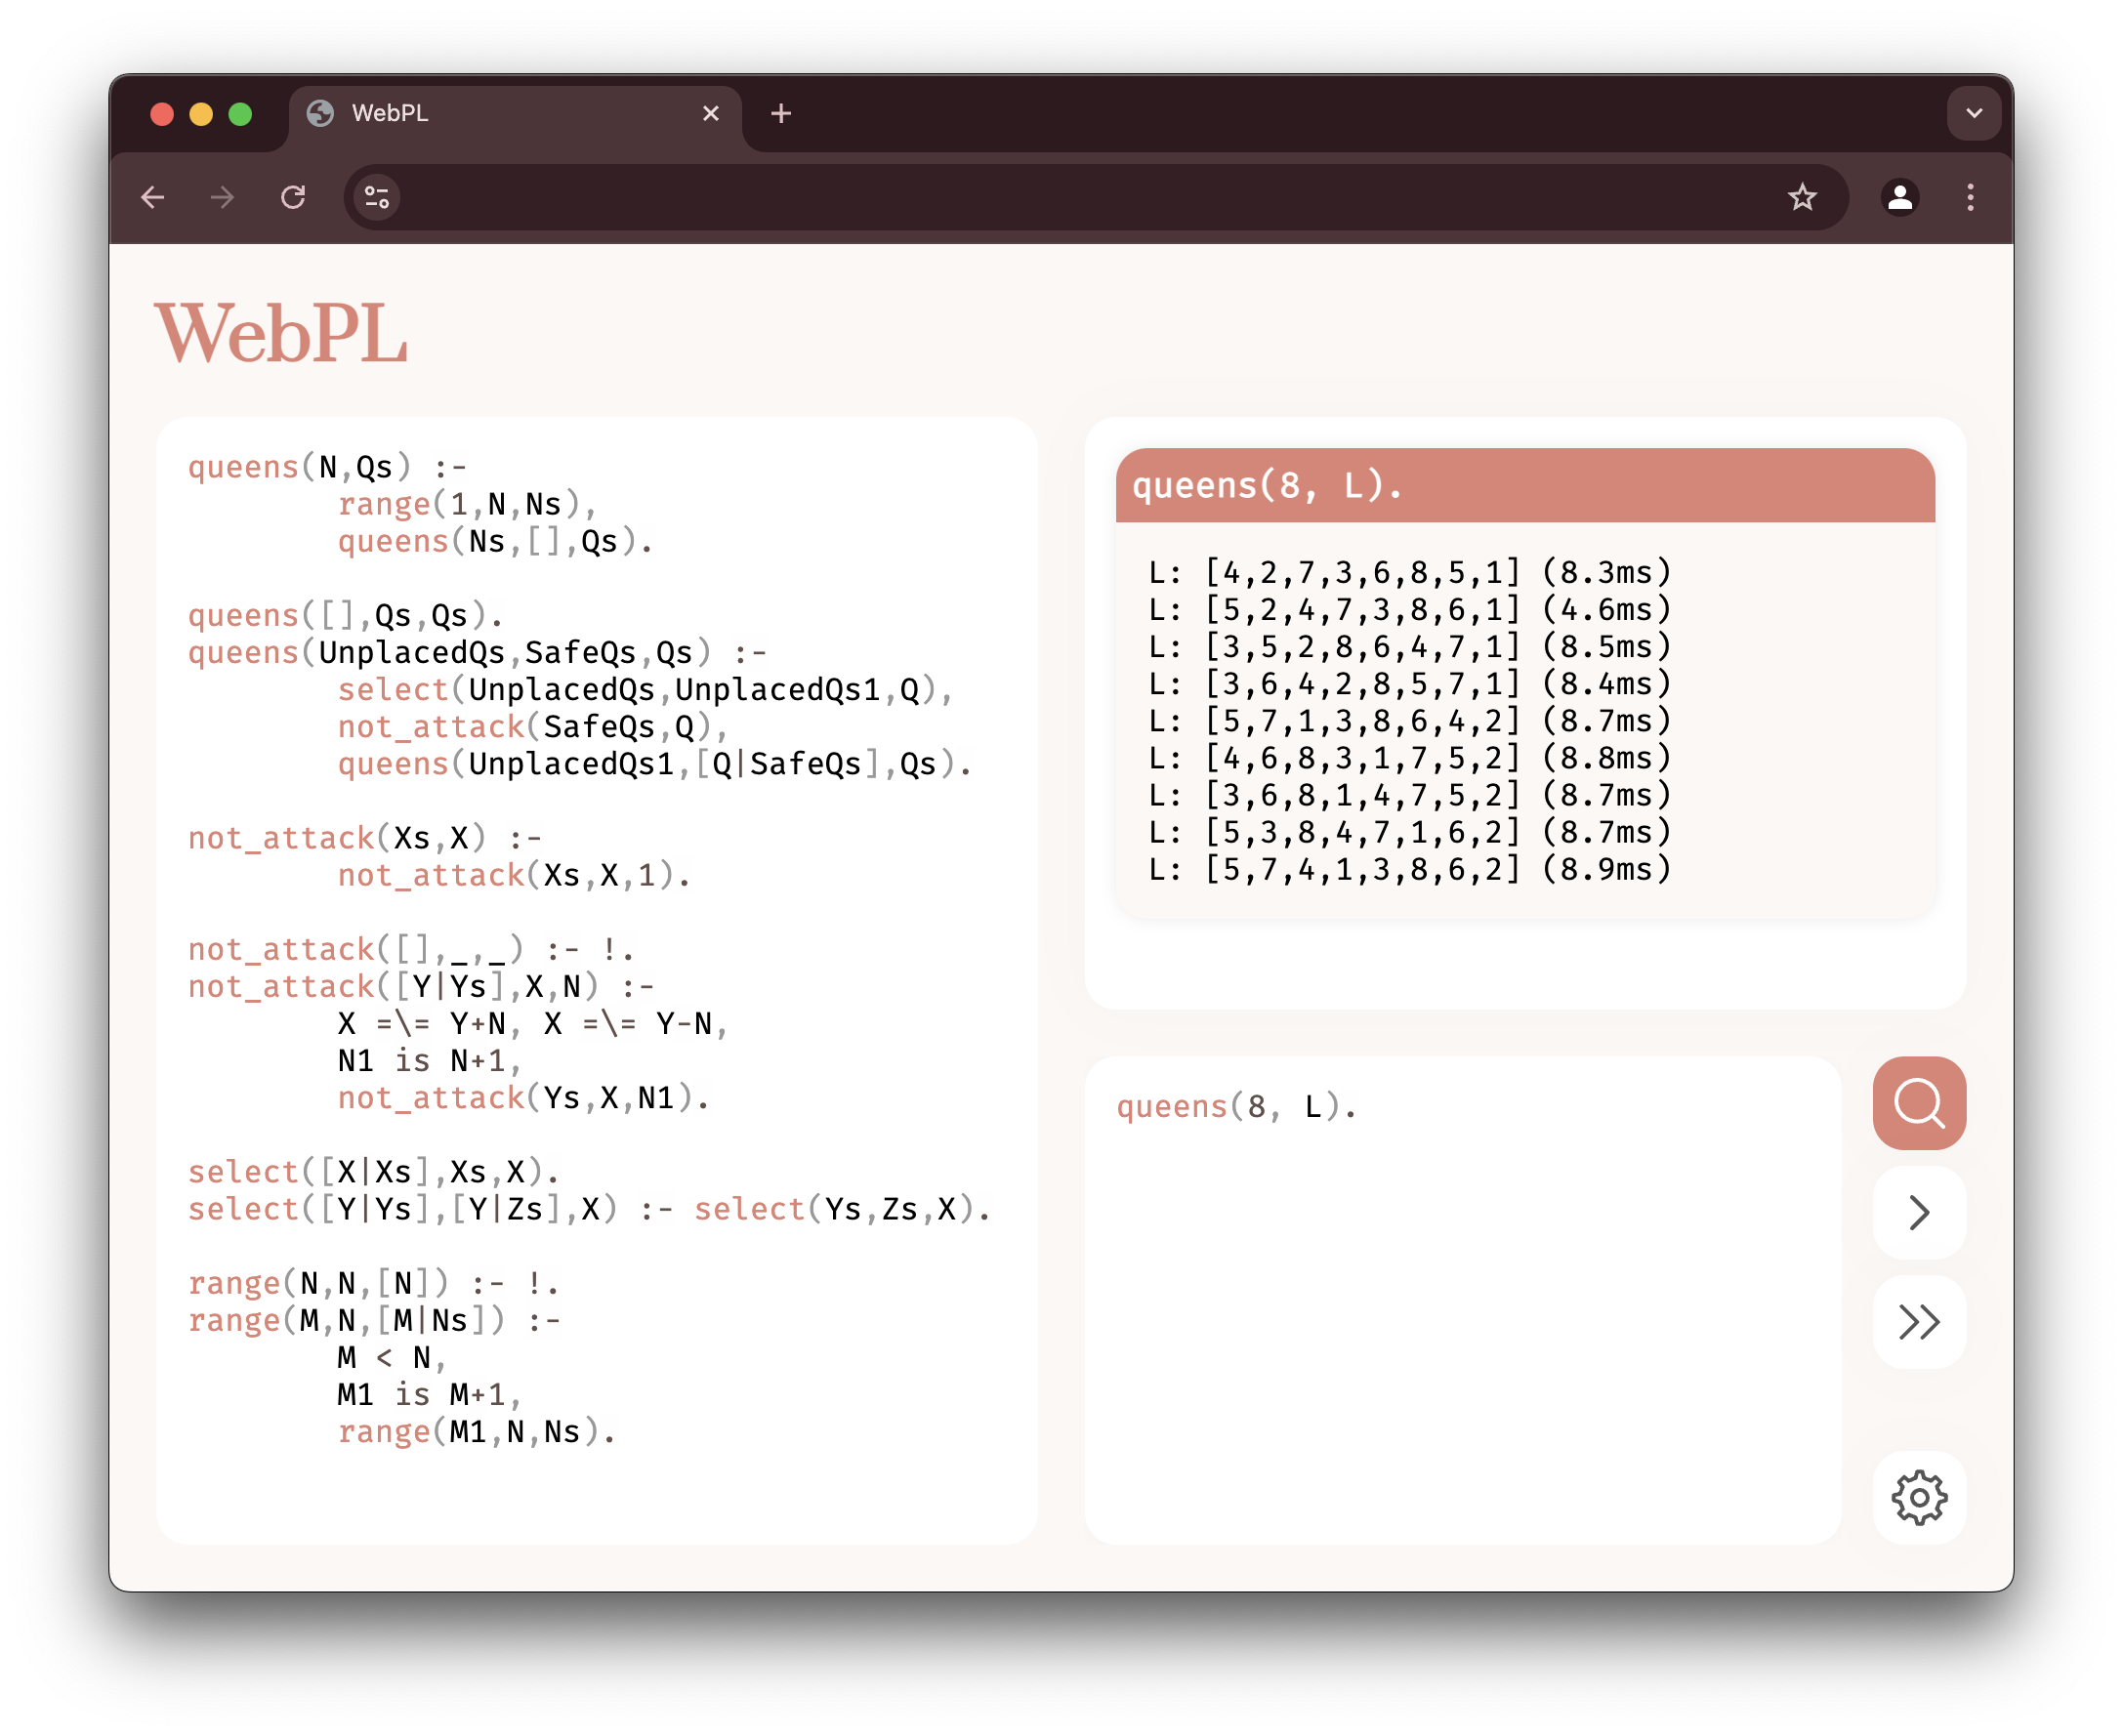 WebPL
WebPL
queens(N,Qs) :-
        range(1,N,Ns),
        queens(Ns,[],Qs).
queens([],Qs,Qs).
queens(UnplacedQs,SafeQs,Qs) :-
        select(UnplacedQs,UnplacedQs1,Q),
        not_attack(SafeQs,Q),
        queens(UnplacedQs1,[Q|SafeQs],Qs).
not_attack(Xs,X) :-
        not_attack(Xs,X,1).
not_attack([],_,_) :- !.
not_attack([Y|Ys],X,N) :-
        X =\= Y+N, X =\= Y-N,
        N1 is N+1,
        not_attack(Ys,X,N1).
select([X|Xs],Xs,X).
select([Y|Ys],[Y|Zs],X) :- select(Ys,Zs,X).
range(N,N,[N]) :- !.
range(M,N,[M|Ns]) :-
        M < N,
        M1 is M+1,
        range(M1,N,Ns).
queens(8, L).
L: [4,2,7,3,6,8,5,1] (8.3ms)
L: [5,2,4,7,3,8,6,1] (4.6ms)
L: [3,5,2,8,6,4,7,1] (8.5ms)
L: [3,6,4,2,8,5,7,1] (8.4ms)
L: [5,7,1,3,8,6,4,2] (8.7ms)
L: [4,6,8,3,1,7,5,2] (8.8ms)
L: [3,6,8,1,4,7,5,2] (8.7ms)
L: [5,3,8,4,7,1,6,2] (8.7ms)
L: [5,7,4,1,3,8,6,2] (8.9ms)
queens(8, L).